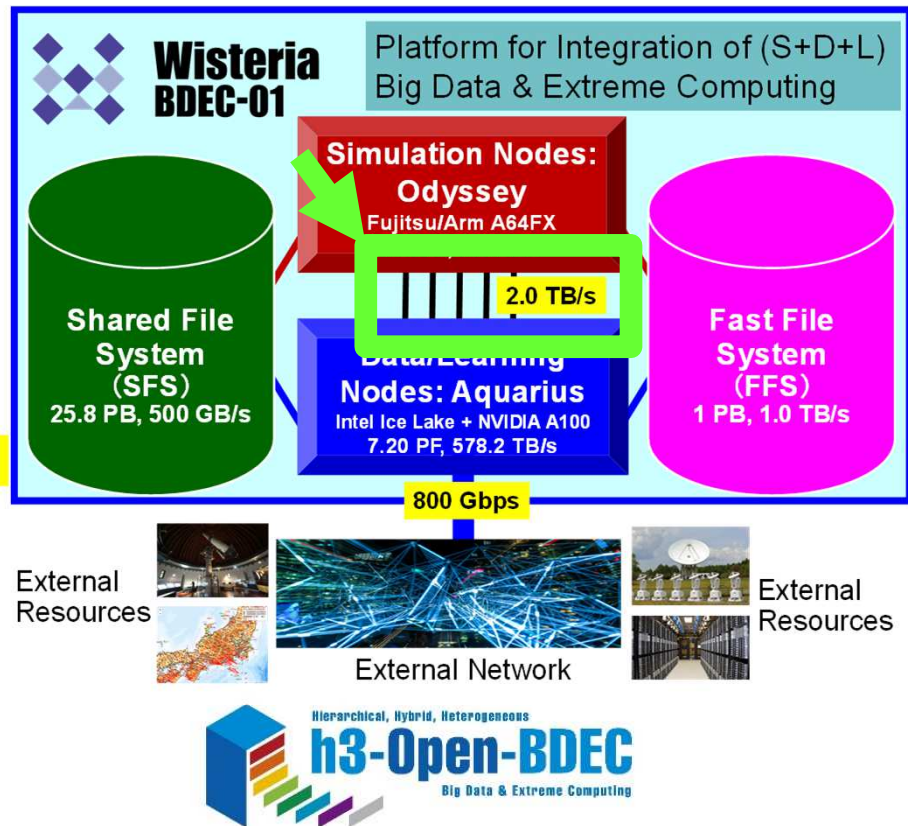 Wisteria
BDEC-01
Platform for Integration of (S+D+L)
Big Data & Extreme Computing
Simulation Nodes:
Odyssey
Fujitsu/Arm A64FX
2.0 TB/s
Shared File
System
(SFS)
25.8 PB, 500 GB/s
Data/Learning
Nodes: Aquarius
Intel Ice Lake + NVIDIA A100
7.20 PF, 578.2 TB/s
Fast File
System
(FFS)
1 PB, 1.0 TB/s
800 Gbps
External
Resources
External
Resources
External Network
Hierarchical, Hybrid, Heterogeneous
h3-Open-BDEC
Big Data & Extreme Computing